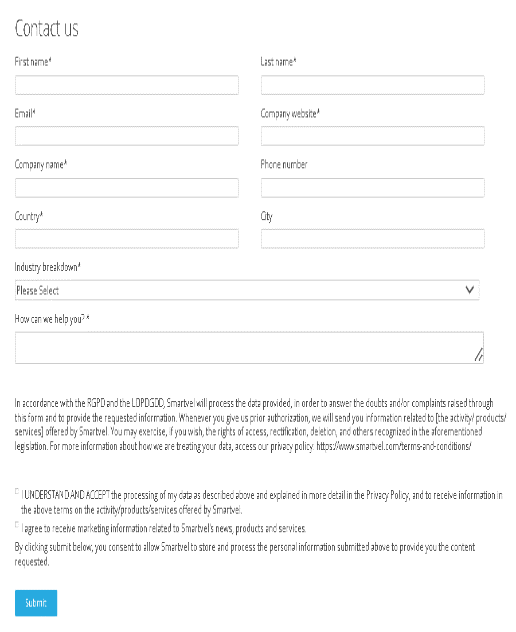 Contact us
First name*
Last name*
Email*
Company website*
Company name*
Phone number
Country*
City
Industry breakdown*
Please Select
How can we help you? *
In accordance with the RGPD and the LOPDGDD, Smartvel will process the data provided, in order to answer the doubts and/or complaints raised through
this form and to provide the requested information. Whenever you give us prior authorization, we will send you information related to [the activity/ products/
services] offered by Smartvel. You may exercise, if you wish, the rights of access, rectification, deletion, and others recognized in the aforementioned
legislation. For more information about how we are treating your data, access our privacy policy: https://www.smartvel.com/terms-and-conditions/
I UNDERSTAND AND ACCEPT the processing of my data as described above and explained in more detail in the Privacy Policy, and to receive information in
the above terms on the activity/products/services offered by Smartvel.
I agree to receive marketing information related to Smartvel's news, products and services.
By clicking submit below, you consent to allow Smartvel to store and process the personal information submitted above to provide you the content
requested.
Submit